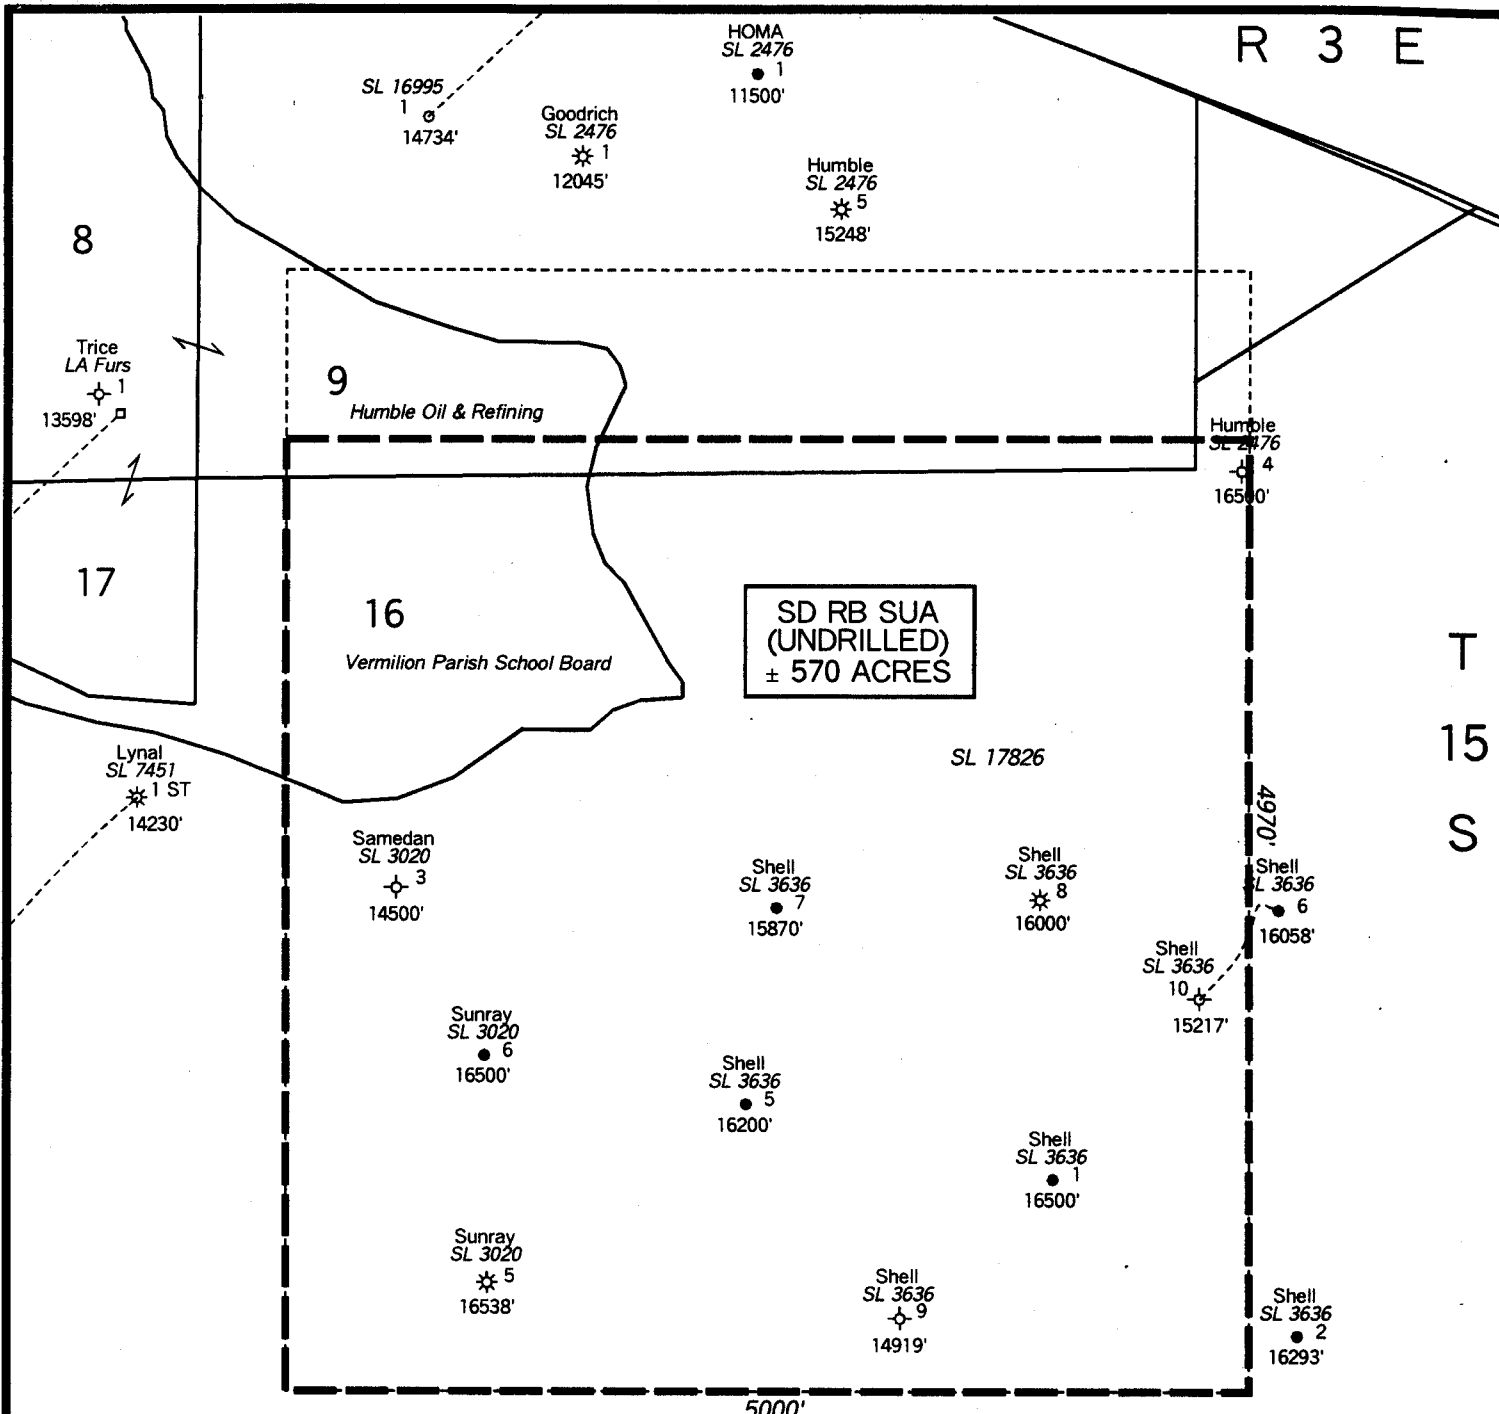 R 3 E
HOMA
SL 2476
1
11500'
SL 16995
1
14734'
Goodrich
SL 2476
1
12045'
Humble
SL 2476
5
15248'
8
Trice
LA Furs
1
13598'
9
Humble Oil & Refining
Humble
SL 2476
4
16500'
17
16
Vermilion Parish School Board
SD RB SUA
(UNDRILLED)
± 570 ACRES
T
15
S
SL 17826
Lynal
SL 7451
1 ST
14230'
4970'
Samedan
SL 3020
3
14500'
Shell
SL 3636
7
15870'
Shell
SL 3636
8
16000'
Shell
SL 3636
6
16058'
Shell
SL 3636
10
15217'
Sunray
SL 3020
6
16500'
Shell
SL 3636
5
16200'
Shell
SL 3636
1
16500'
Sunray
SL 3020
5
16538'
Shell
SL 3636
9
14919'
Shell
SL 3636
2
16293'
5000'